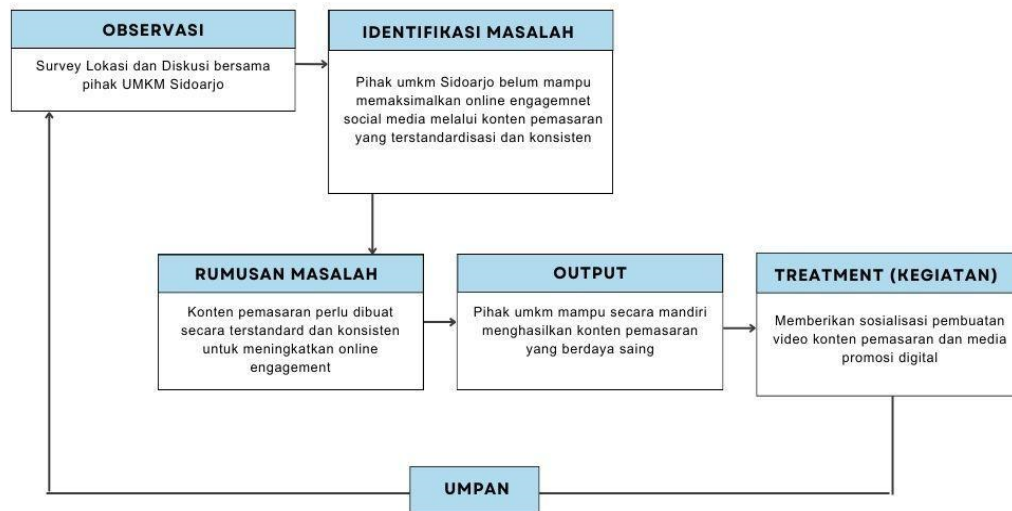 OBSERVASI
Survey Lokasi dan Diskusi bersama
pihak UMKM Sidoarjo
IDENTIFIKASI MASALAH
Pihak umkm Sidoarjo belum mampu
memaksimalkan online engagemnet
social media melalui konten pemasaran
yang terstandardisasi dan konsisten
RUMUSAN MASALAH
Konten pemasaran perlu dibuat
secara terstandard dan konsisten
untuk meningkatkan online
engagement
OUTPUT
Pihak umkm mampu secara mandiri
menghasilkan konten pemasaran
yang berdaya saing
TREATMENT (KEGIATAN)
Memberikan sosialisasi pembuatan
video konten pemasaran dan media
promosi digital
UMPAN